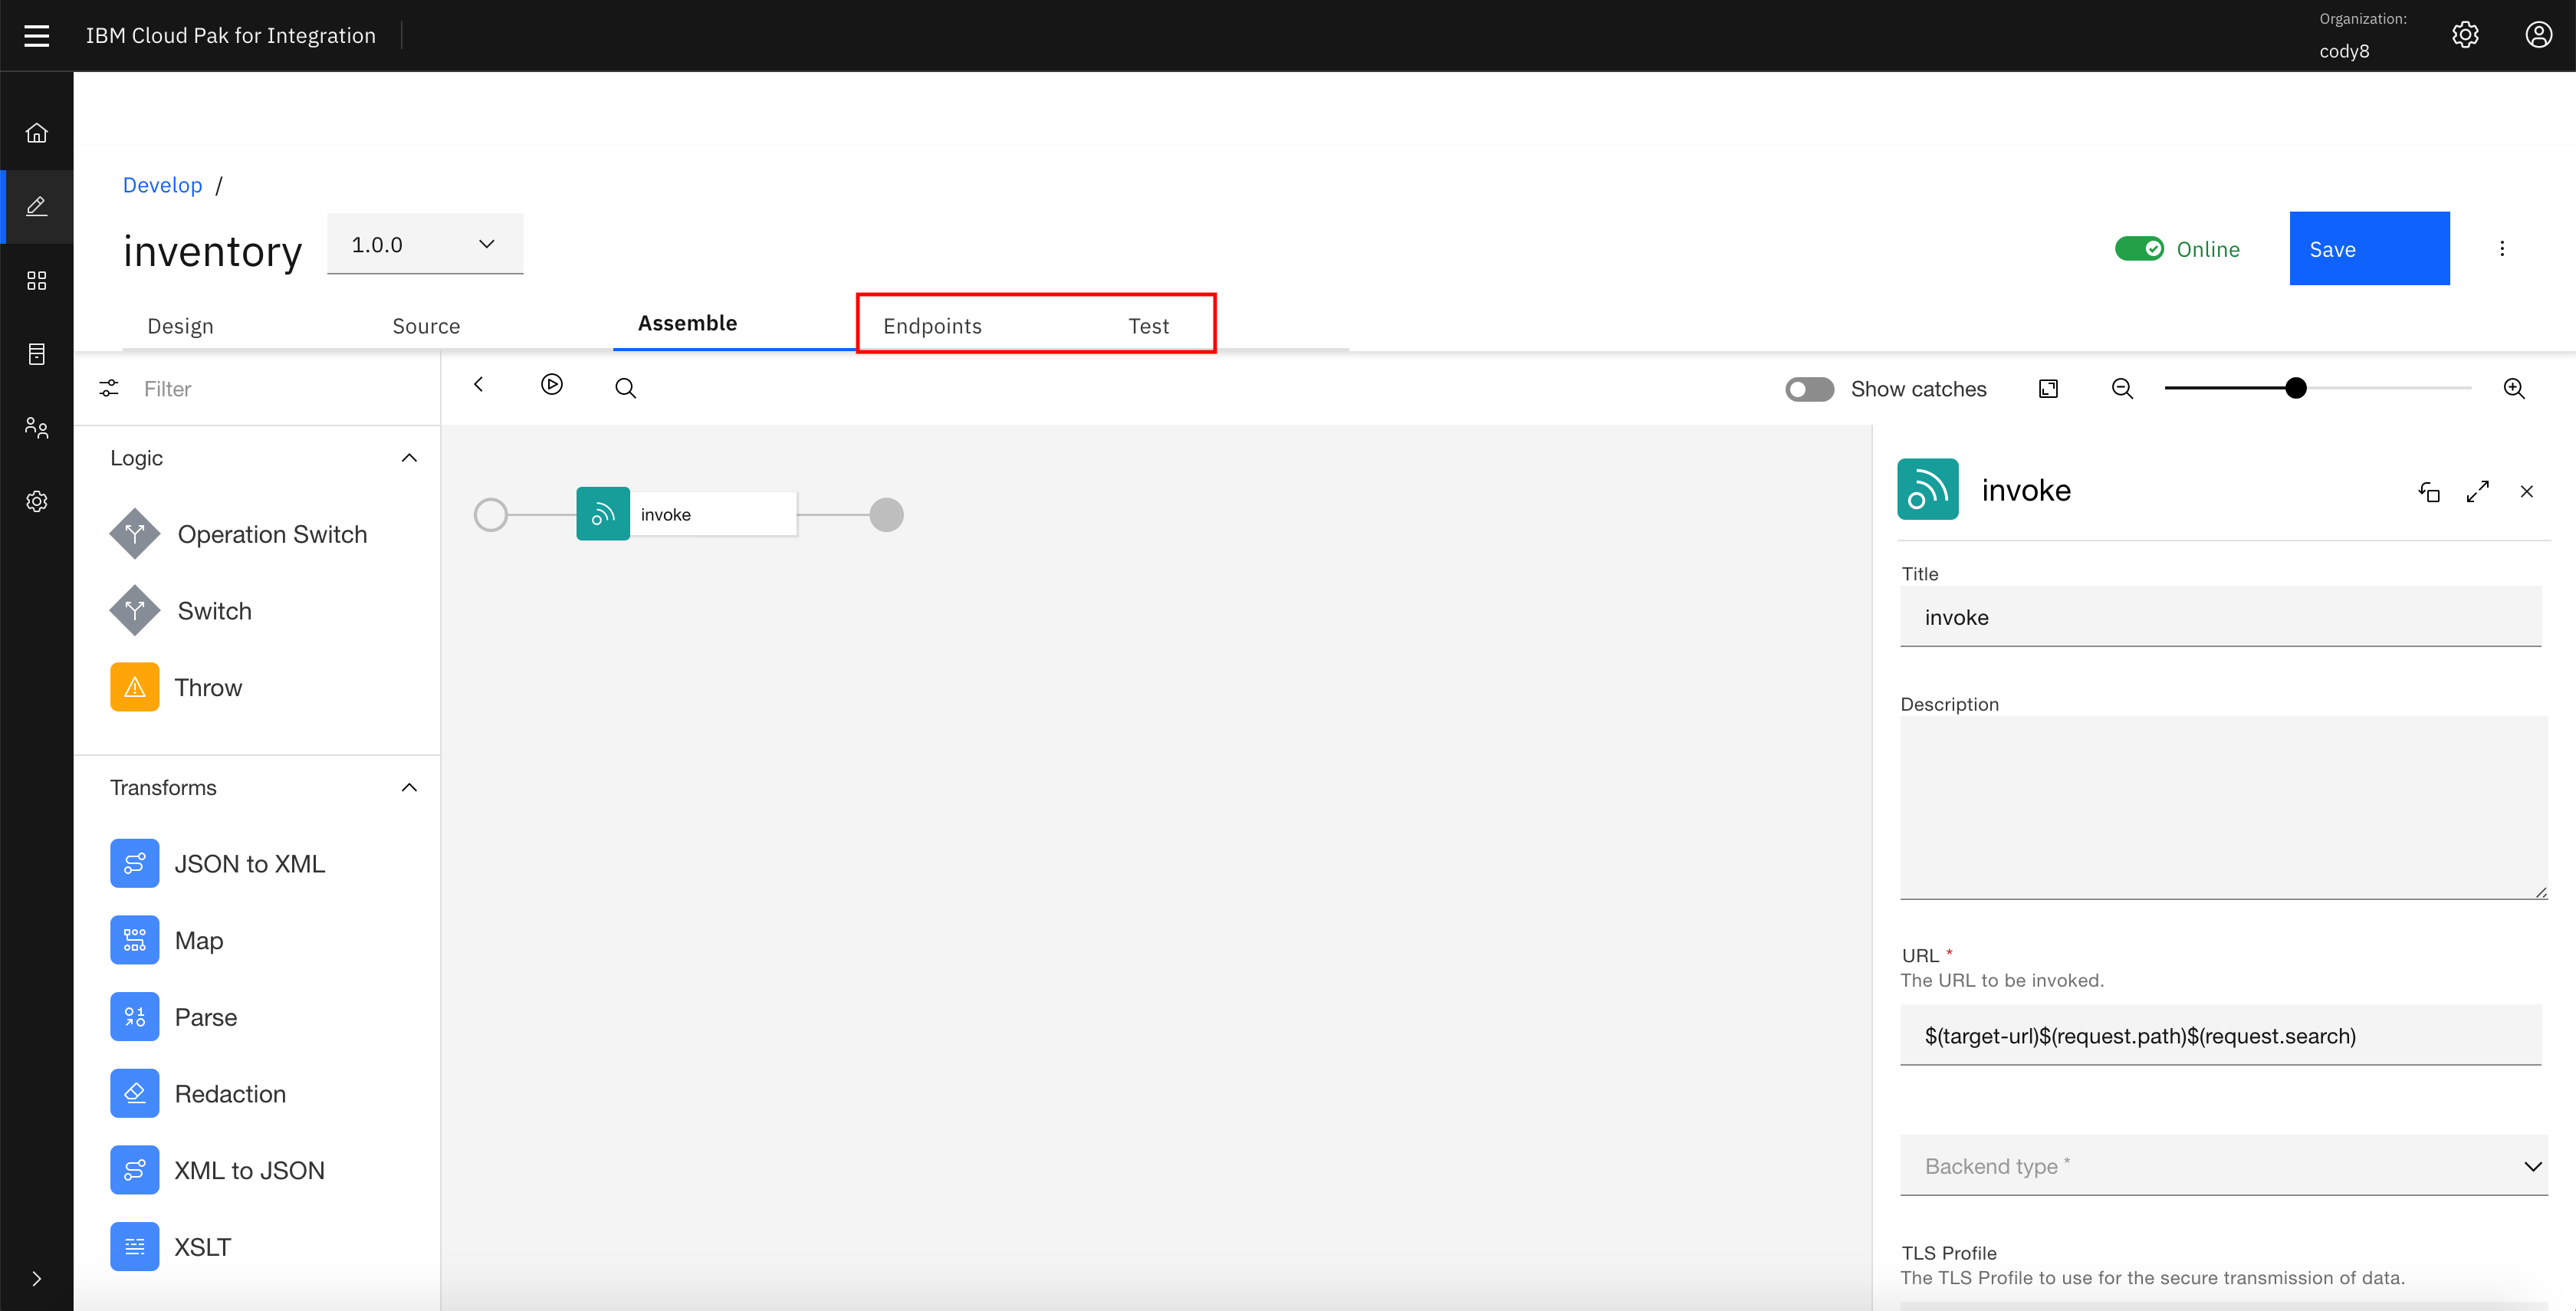 IBM Cloud Pak for Integration
Organization:
cody8
Develop /
inventory
1.0.0
Online
Save
Design
Source
Assemble
Endpoints
Test
Filter
Show catches
Logic
Operation Switch
Switch
Throw
Transforms
JSON to XML
Map
Parse
Redaction
XML to JSON
XSLT
invoke
invoke
Title
invoke
Description
URL *
The URL to be invoked.
$(target-url)$(request.path)$(request.search)
Backend type *
TLS Profile
The TLS Profile to use for the secure transmission of data.